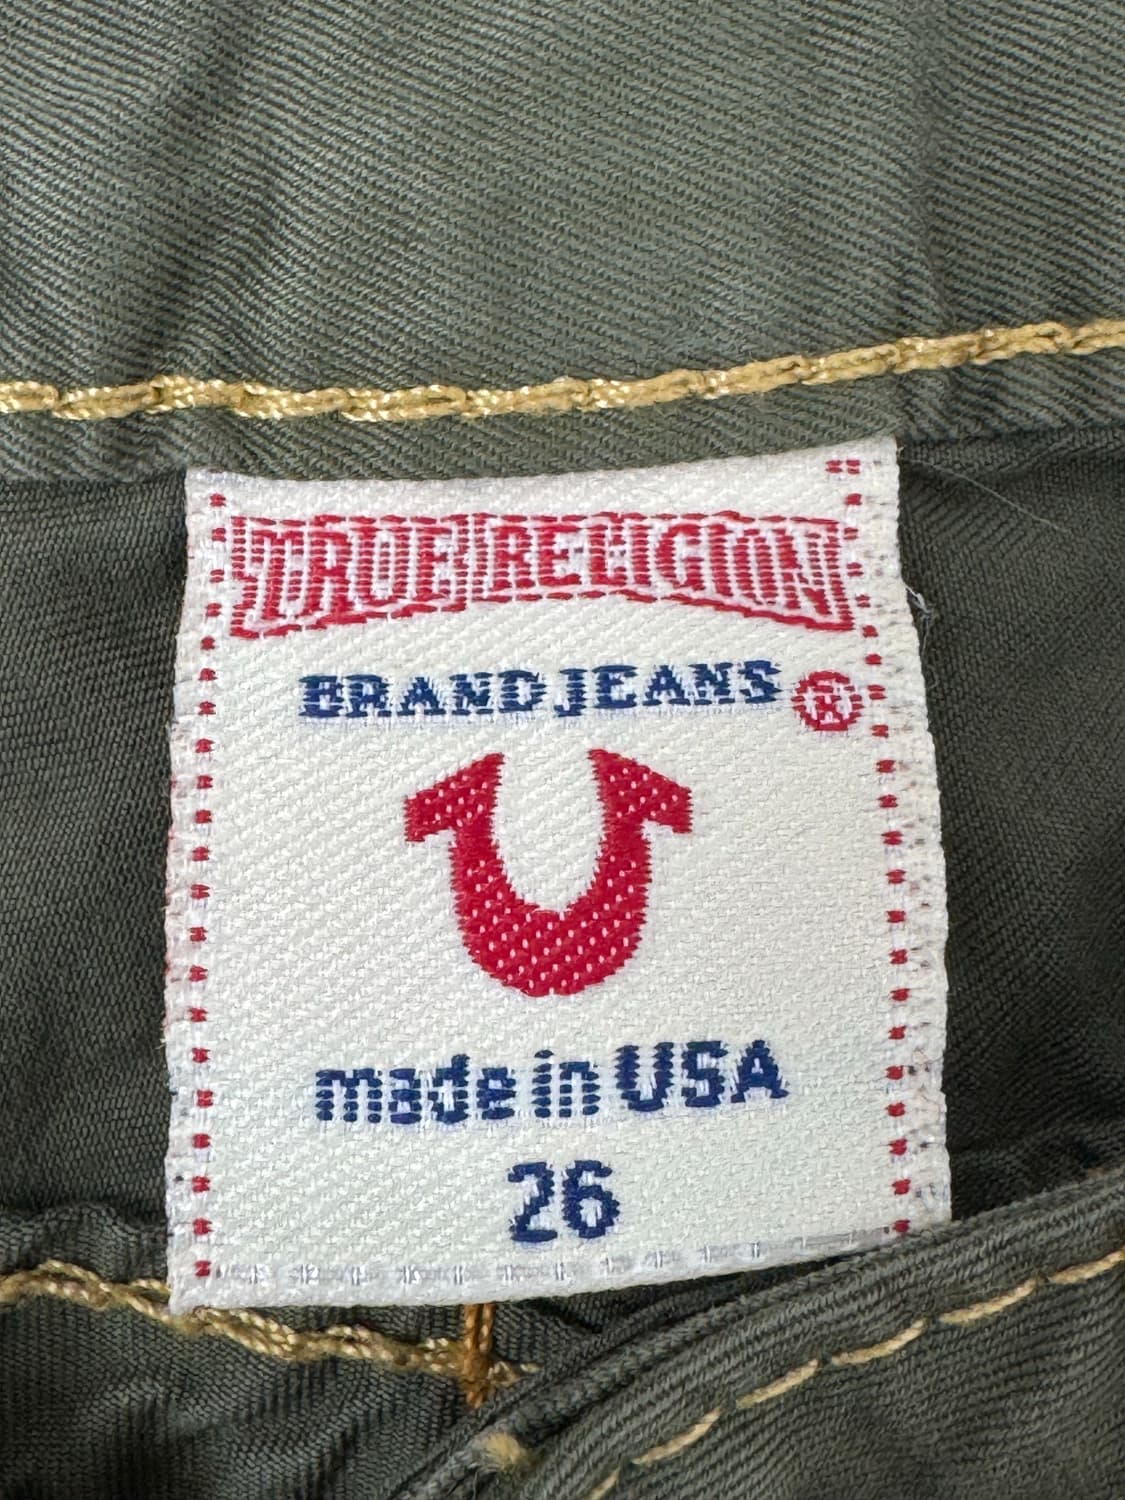 TRUE RELIGION
BRAND JEANS ®
made in USA
26